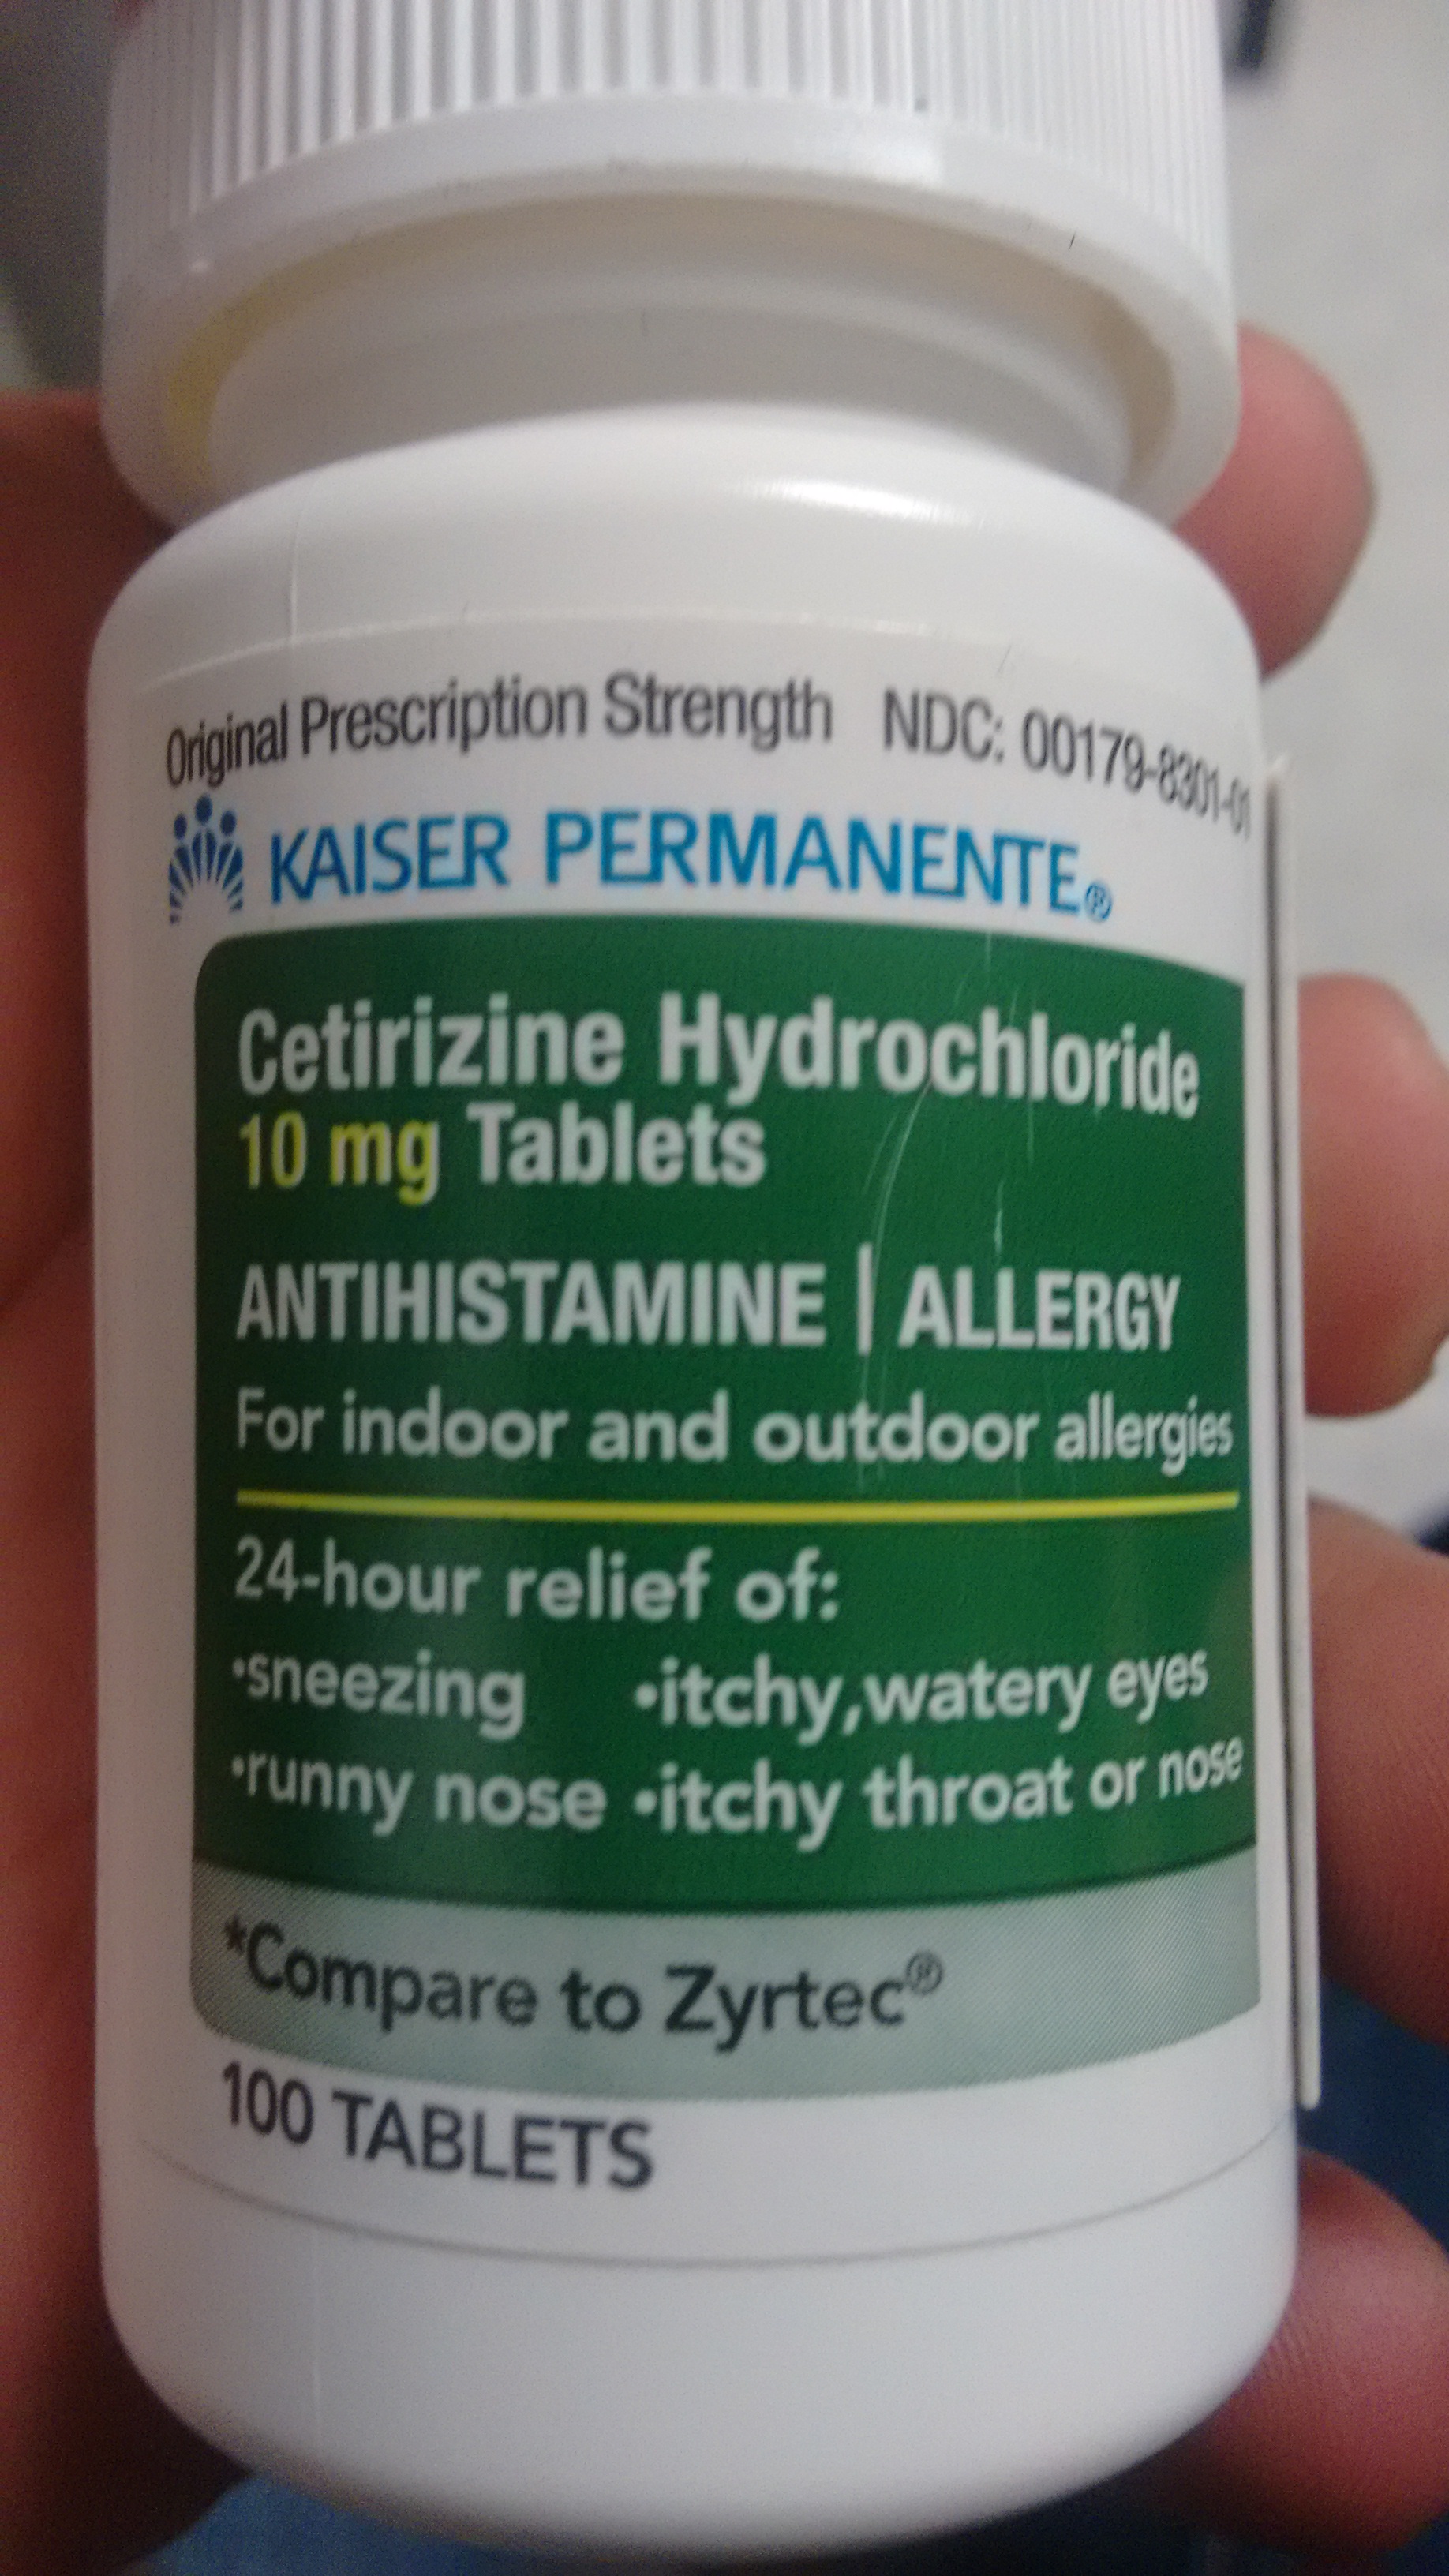 Original Prescription Strength NDC: 00179-8301-01
KAISER PERMANENTE®
Cetirizine Hydrochloride
10 mg Tablets
ANTIHISTAMINE | ALLERGY
For indoor and outdoor allergies
24-hour relief of:
•sneezing •itchy,watery eyes
•runny nose •itchy throat or nose
*Compare to Zyrtec®
100 TABLETS